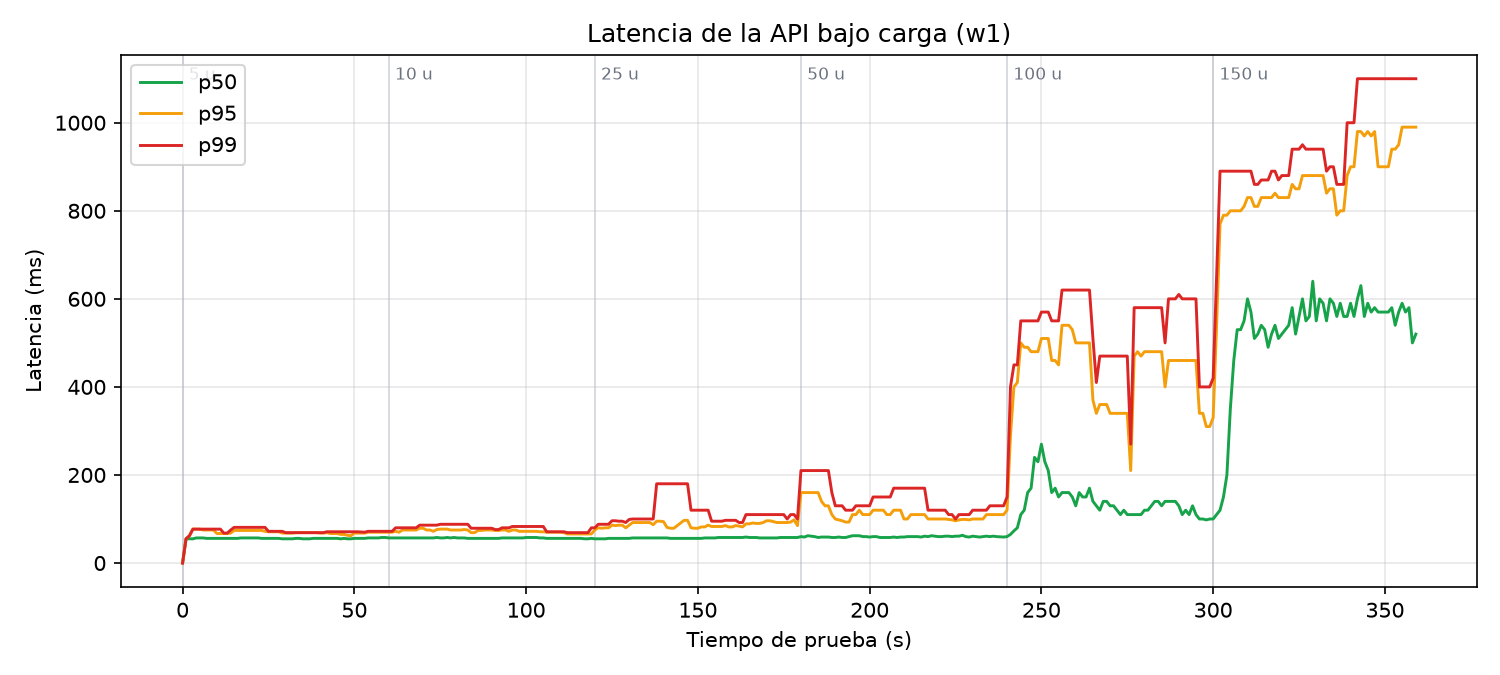 Latencia de la API bajo carga (w1)
5 u
10 u
25 u
50 u
100 u
150 u
p50
p95
p99
Latencia (ms)
1000
800
600
400
200
0
0
50
100
150
200
250
300
350
Tiempo de prueba (s)